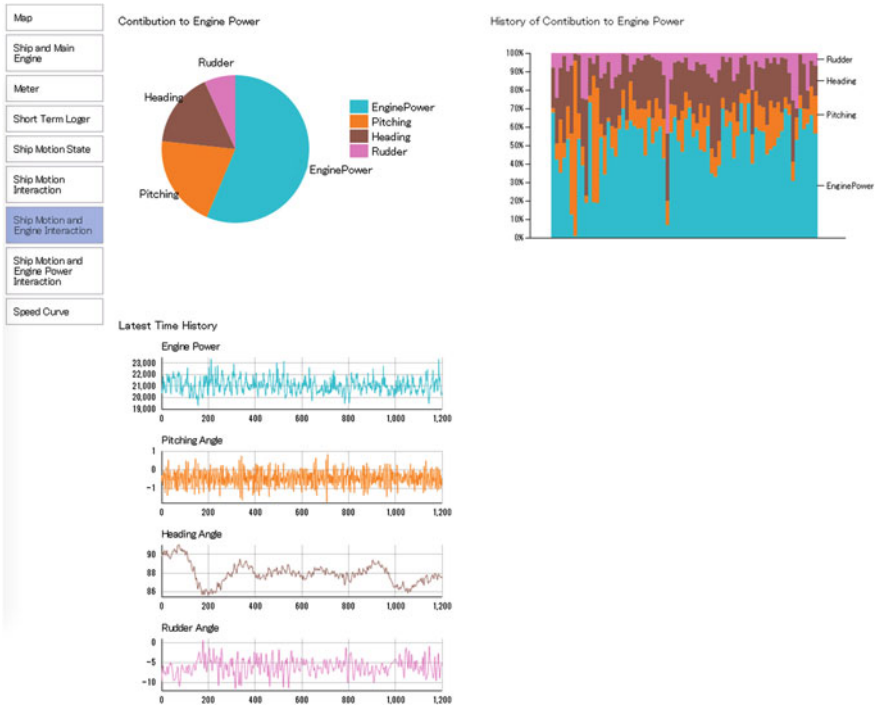 Map
Ship and Main
Engine
Meter
Short Term Loger
Ship Motion State
Ship Motion
Interaction
Ship Motion and
Engine Interaction
Ship Motion and
Engine Power
Interaction
Speed Curve
Contibution to Engine Power
Rudder
Heading
Pitching
EnginePower
EnginePower
Pitching
Heading
Rudder
History of Contibution to Engine Power
100%
90%
80%
70%
60%
50%
40%
30%
20%
10%
0%
Rudder
Heading
Pitching
EnginePower
Latest Time History
Engine Power
23,000
22,000
21,000
20,000
19,000
0 200 400 600 800 1,000 1,200
Pitching Angle
1
0
-1
0 200 400 600 800 1,000 1,200
Heading Angle
90
88
86
0 200 400 600 800 1,000 1,200
Rudder Angle
0
-5
-10
0 200 400 600 800 1,000 1,200